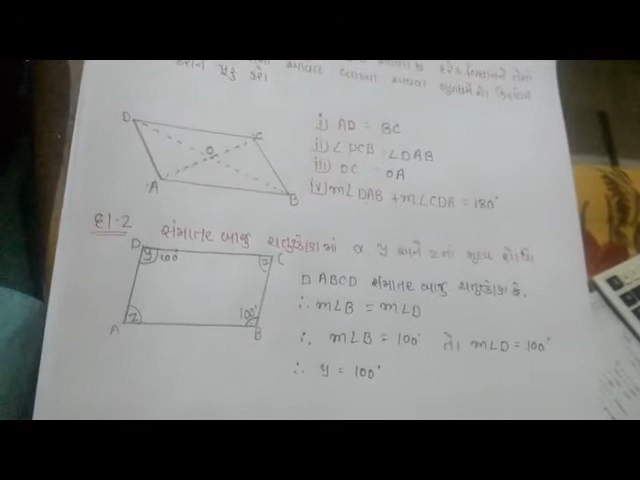 પૂર્ણ કરો.
D
C
O
A
B
i) AD = BC
ii) ∠DCB = ∠DAB
iii) OC = OA
iv) m∠DAB + m∠CDA = 180°
દા-2 સમાંતર બાજુ ચતુષ્કોણમાં x, y અને z નાં મૂલ્ય શોધો
D y 100° x C
A z 100° B
□ ABCD સમાંતર બાજુ ચતુષ્કોણ છે.
∴ m∠B = m∠D
∴ m∠B = 100° તો m∠D = 100°
∴ y = 100°